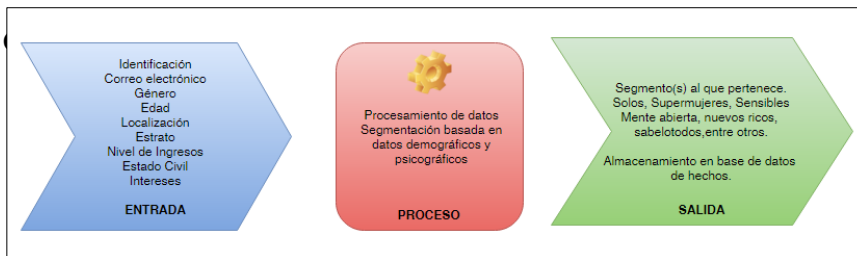 Identificación
Correo electrónico
Género
Edad
Localización
Estrato
Nivel de Ingresos
Estado Civil
Intereses
ENTRADA
Procesamiento de datos
Segmentación basada en
datos demográficos y
psicográficos
PROCESO
Segmento(s) al que pertenece.
Solos, Supermujeres, Sensibles
Mente abierta, nuevos ricos,
sabelotodos,entre otros.
Almacenamiento en base de datos
de hechos.
SALIDA